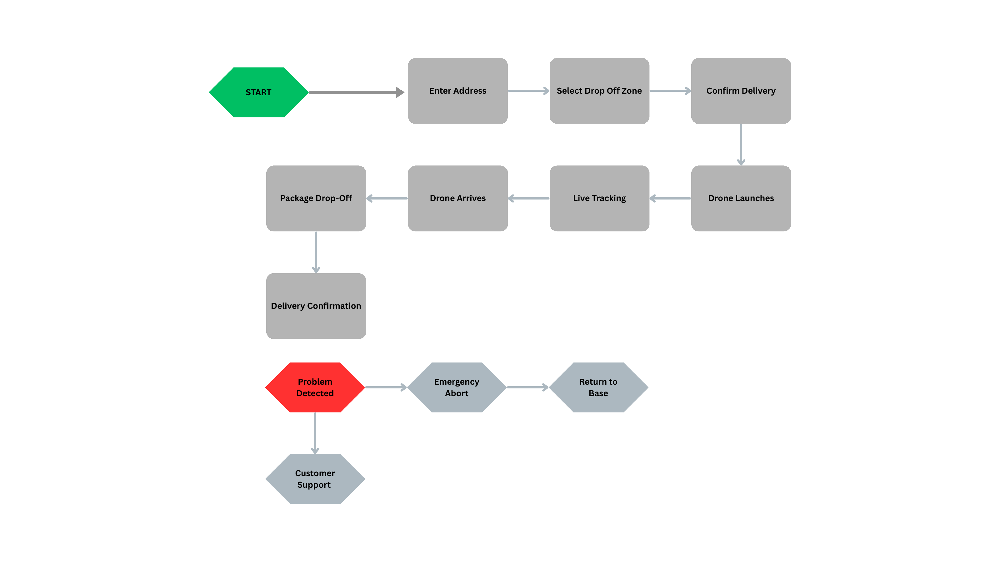 START
Enter Address
Select Drop Off Zone
Confirm Delivery
Package Drop-Off
Drone Arrives
Live Tracking
Drone Launches
Delivery Confirmation
Problem
Detected
Emergency
Abort
Return to
Base
Customer
Support